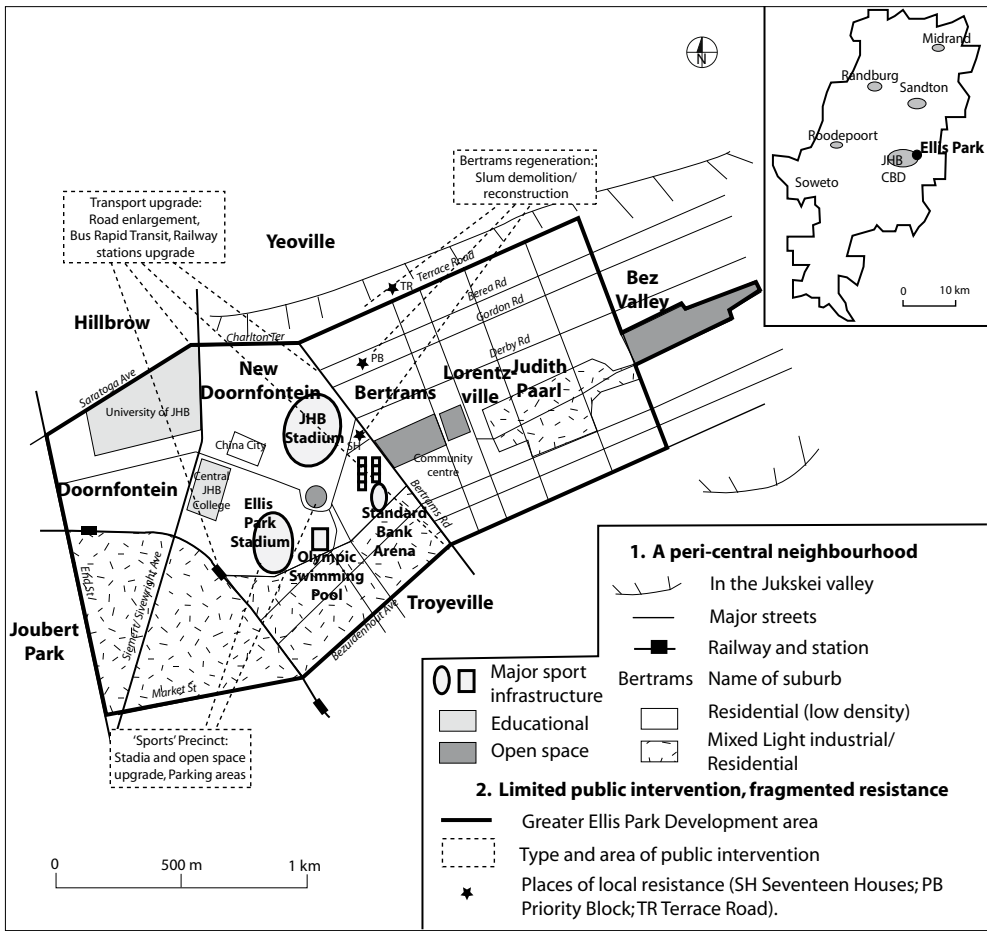 N
Midrand
Randburg
Sandton
Roodepoort
Ellis Park
JHB
CBD
Soweto
0 10 km
Bertrams regeneration:
Slum demolition/
reconstruction
Transport upgrade:
Road enlargement,
Bus Rapid Transit, Railway
stations upgrade
Yeoville
Terrace Road
TR
Berea Rd
Gordon Rd
Bez
Valley
Hillbrow
Charlton Ter
Derby Rd
PB
New
Doornfontein
Bertrams
Lorentz
ville
Judith
Paarl
Saratoga Ave
University of JHB
JHB
Stadium
SH
China City
Community
centre
Doornfontein
Central
JHB
College
Bertrams Rd
Ellis
Park
Stadium
Standard
Bank
Arena
Olympic
Swimming
Pool
End St
Siemert/ Sivewright Ave
Troyeville
Bezuidenhout Ave
Joubert
Park
Market St
'Sports' Precinct:
Stadia and open space
upgrade, Parking areas
0 500 m 1 km
1. A peri-central neighbourhood
In the Jukskei valley
Major streets
Railway and station
Bertrams Name of suburb
Major sport
infrastructure
Educational
Open space
Residential (low density)
Mixed Light industrial/
Residential
2. Limited public intervention, fragmented resistance
Greater Ellis Park Development area
Type and area of public intervention
Places of local resistance (SH Seventeen Houses; PB
Priority Block; TR Terrace Road).